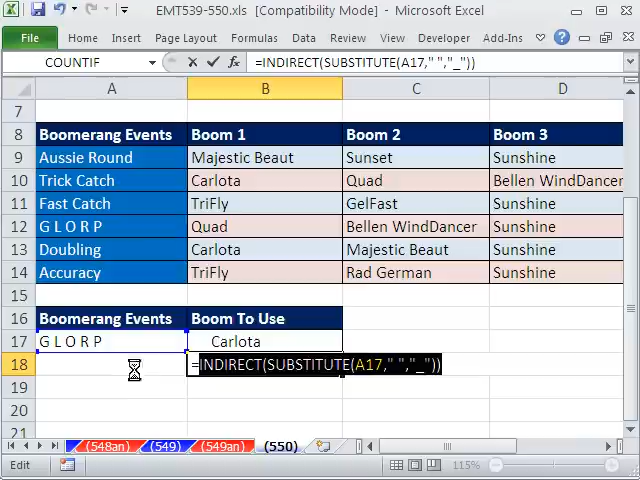 EMT539-550.xls [Compatibility Mode]
File Home Insert Page Layout Formulas Data Review View Developer Add-Ins
COUNTIF fx =INDIRECT(SUBSTITUTE(A17," ","_"))
A B C D
7
8 Boomerang Events Boom 1 Boom 2 Boom 3
9 Aussie Round Majestic Beaut Sunset Sunshine
10 Trick Catch Carlota Quad Bellen WindDancer
11 Fast Catch TriFly GelFast Sunshine
12 G L O R P Quad Bellen WindDancer Sunshine
13 Doubling Carlota Majestic Beaut Sunshine
14 Accuracy TriFly Rad German Sunshine
15
16 Boomerang Events Boom To Use
17 G L O R P Carlota
18 =INDIRECT(SUBSTITUTE(A17," ","_"))
19
20
21
(548an) (549) (549an) (550)
Edit 115%